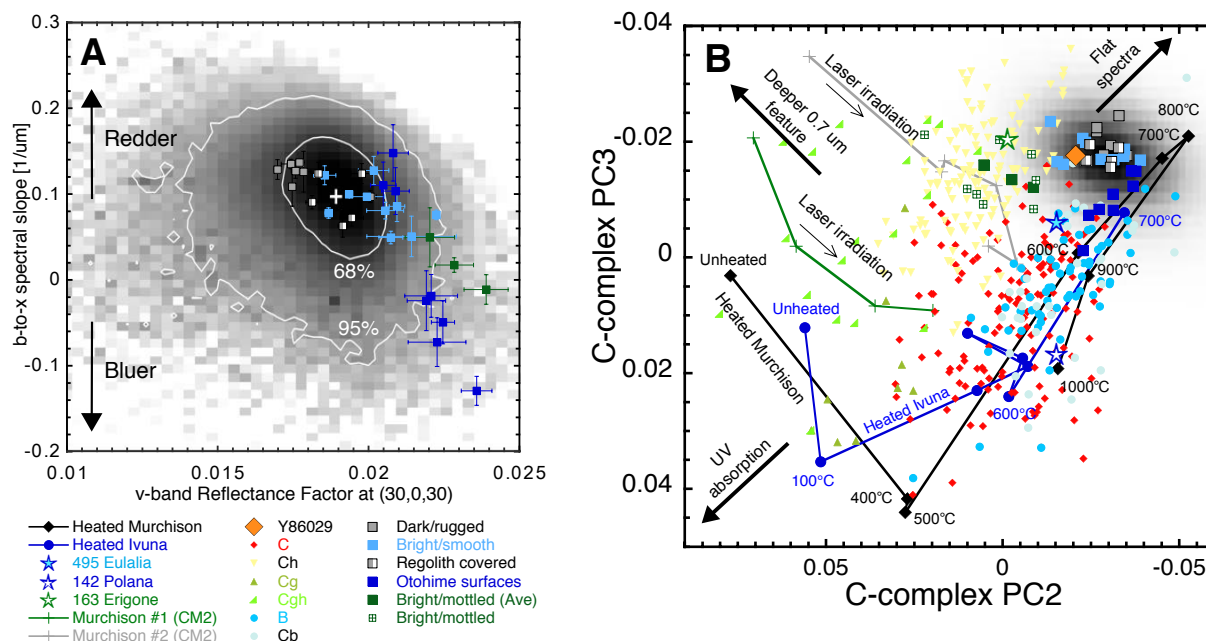 A
0.3
0.2
0.1
0
-0.1
-0.2
b-to-x spectral slope [1/um]
Redder
Bluer
68%
95%
0.01
0.015
0.02
0.025
v-band Reflectance Factor at (30,0,30)
B
-0.04
-0.02
0
0.02
0.04
C-complex PC3
Flat
spectra
Deeper 0.7 um
feature
Laser irradiation
Laser irradiation
800°C
700°C
700°C
600°C
900°C
Unheated
Unheated
Heated Murchison
Heated Ivuna
1000°C
600°C
100°C
400°C
500°C
UV
absorption
0.05
0
-0.05
C-complex PC2
Heated Murchison
Heated Ivuna
495 Eulalia
142 Polana
163 Erigone
Murchison #1 (CM2)
Murchison #2 (CM2)
Y86029
C
Ch
Cg
Cgh
B
Cb
Dark/rugged
Bright/smooth
Regolith covered
Otohime surfaces
Bright/mottled (Ave)
Bright/mottled